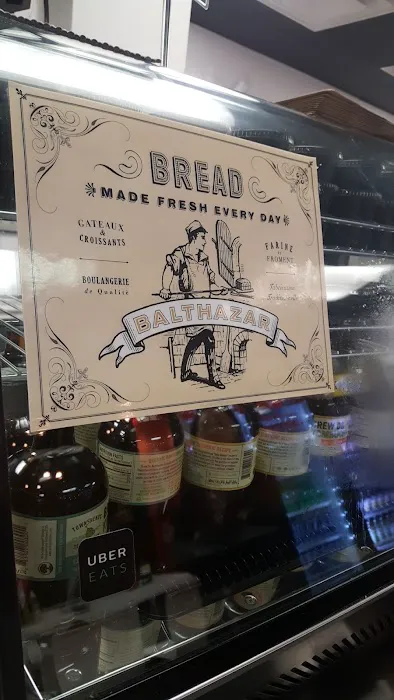 BREAD
MADE FRESH EVERY DAY
GATEAUX
&
CROISSANTS
BOULANGERIE
de Qualité
FARINE
de
FROMENT
BALTHAZAR
UBER
EATS